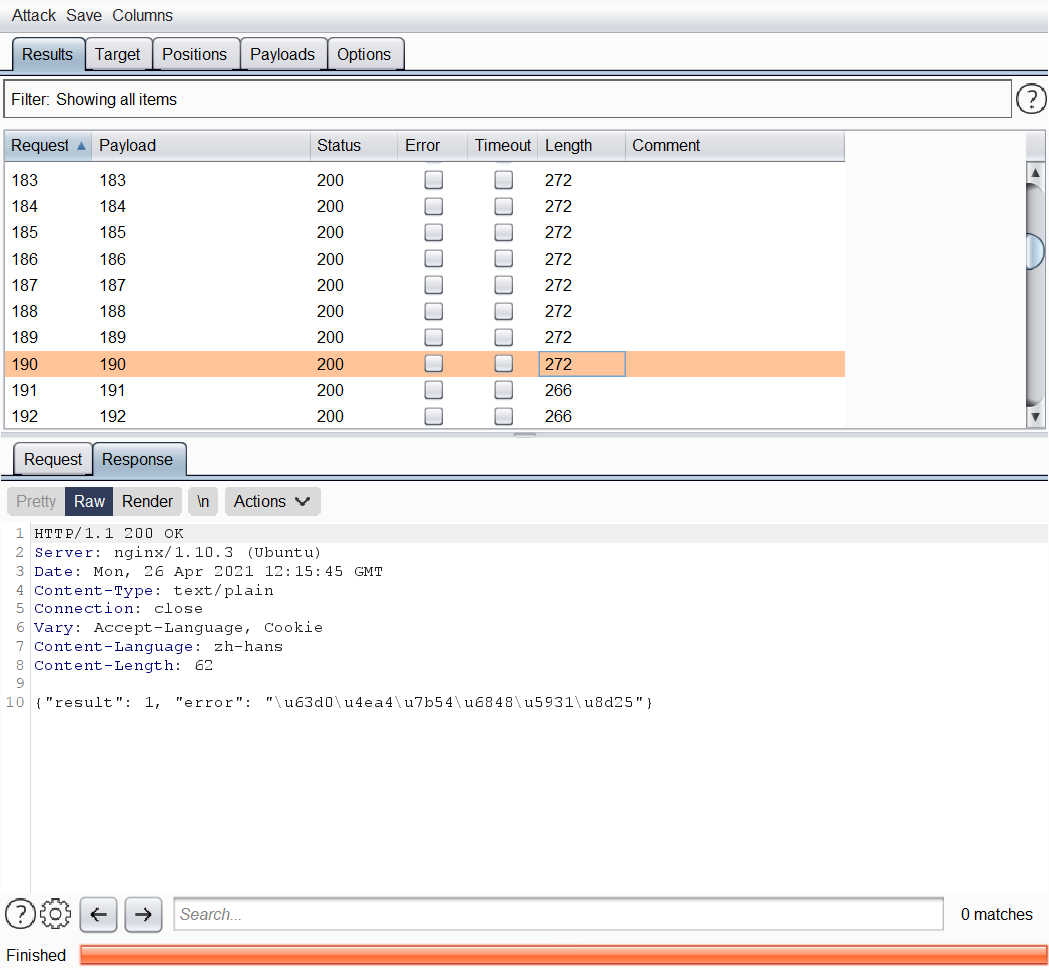 Attack Save Columns
Results Target Positions Payloads Options
Filter: Showing all items ?
Request Payload Status Error Timeout Length Comment
183 183 200 272
184 184 200 272
185 185 200 272
186 186 200 272
187 187 200 272
188 188 200 272
189 189 200 272
190 190 200 272
191 191 200 266
192 192 200 266
Request Response
Pretty Raw Render \n Actions
1 HTTP/1.1 200 OK
2 Server: nginx/1.10.3 (Ubuntu)
3 Date: Mon, 26 Apr 2021 12:15:45 GMT
4 Content-Type: text/plain
5 Connection: close
6 Vary: Accept-Language, Cookie
7 Content-Language: zh-hans
8 Content-Length: 62
9
10 {"result": 1, "error": "\u63d0\u4ea4\u7b54\u6848\u5931\u8d25"}
? Search... 0 matches
Finished